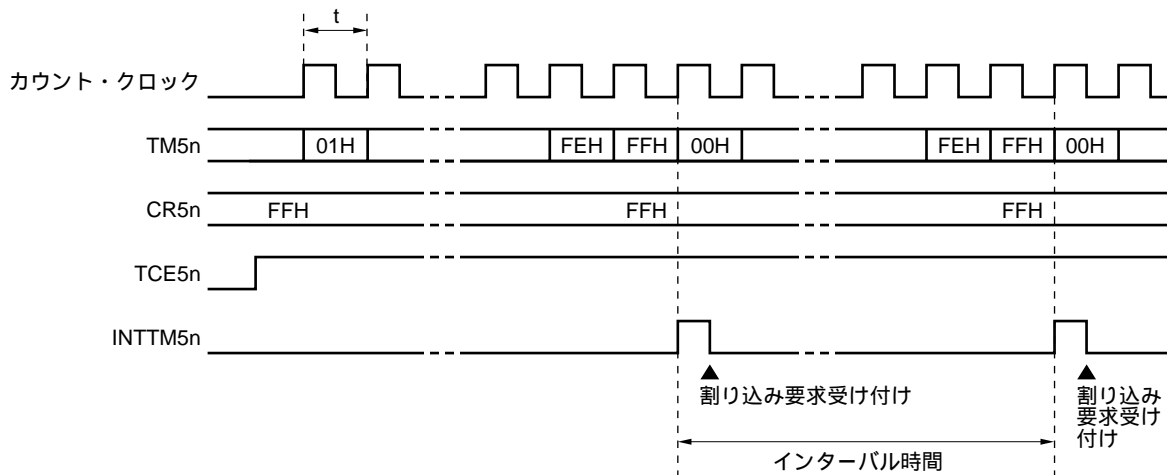 t
カウント・クロック
TM5n
01H
FEH
FFH
00H
FEH
FFH
00H
CR5n
FFH
FFH
FFH
TCE5n
INTTM5n
割り込み要求受け付け
割り込み
要求受け
付け
インターバル時間